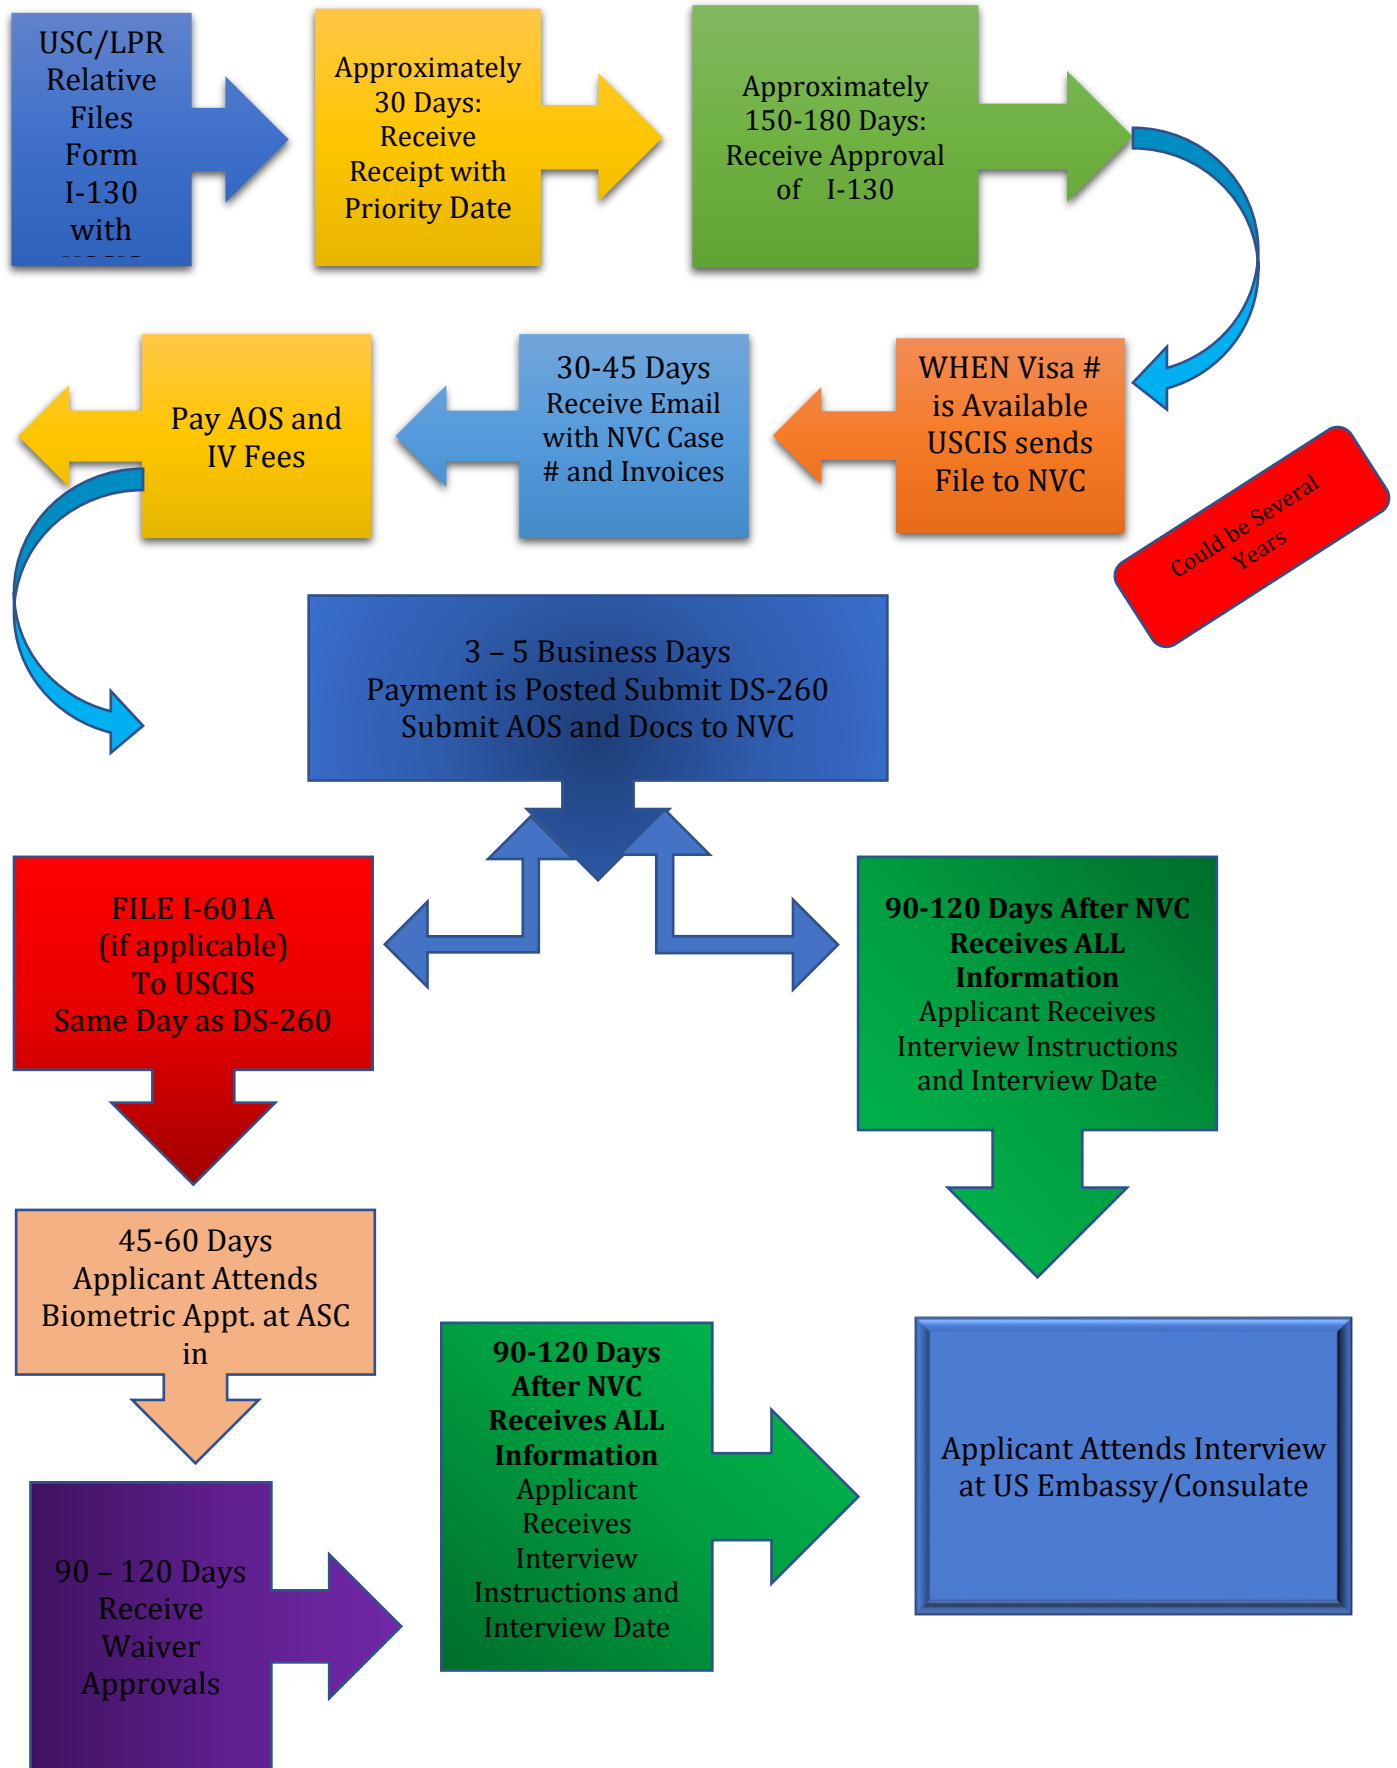 USC/LPR
Relative
Files
Form
I-130
with
Approximately
30 Days:
Receive
Receipt with
Priority Date
Approximately
150-180 Days:
Receive Approval
of I-130
WHEN Visa #
is Available
USCIS sends
File to NVC
Could be Several
Years
30-45 Days
Receive Email
with NVC Case
# and Invoices
Pay AOS and
IV Fees
3 – 5 Business Days
Payment is Posted Submit DS-260
Submit AOS and Docs to NVC
FILE I-601A
(if applicable)
To USCIS
Same Day as DS-260
90-120 Days After NVC
Receives ALL
Information
Applicant Receives
Interview Instructions
and Interview Date
45-60 Days
Applicant Attends
Biometric Appt. at ASC
in
90 – 120 Days
Receive
Waiver
Approvals
90-120 Days
After NVC
Receives ALL
Information
Applicant
Receives
Interview
Instructions and
Interview Date
Applicant Attends Interview
at US Embassy/Consulate